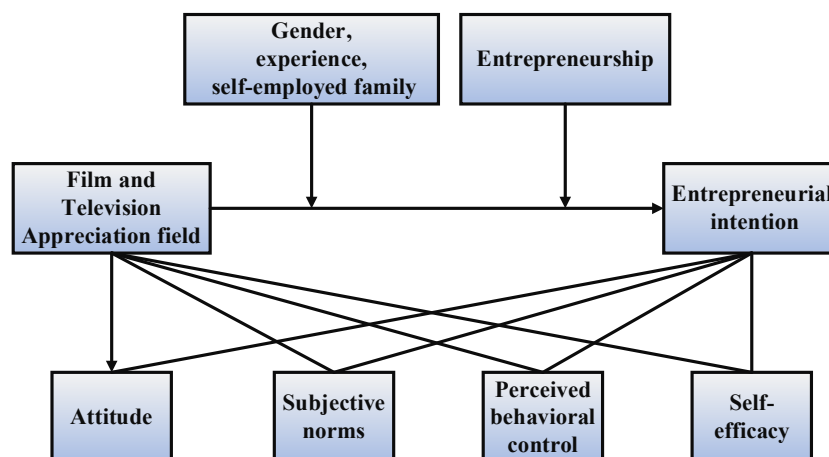 Gender,
experience,
self-employed family
Entrepreneurship
Film and
Television
Appreciation field
Entrepreneurial
intention
Attitude
Subjective
norms
Perceived
behavioral
control
Self-
efficacy